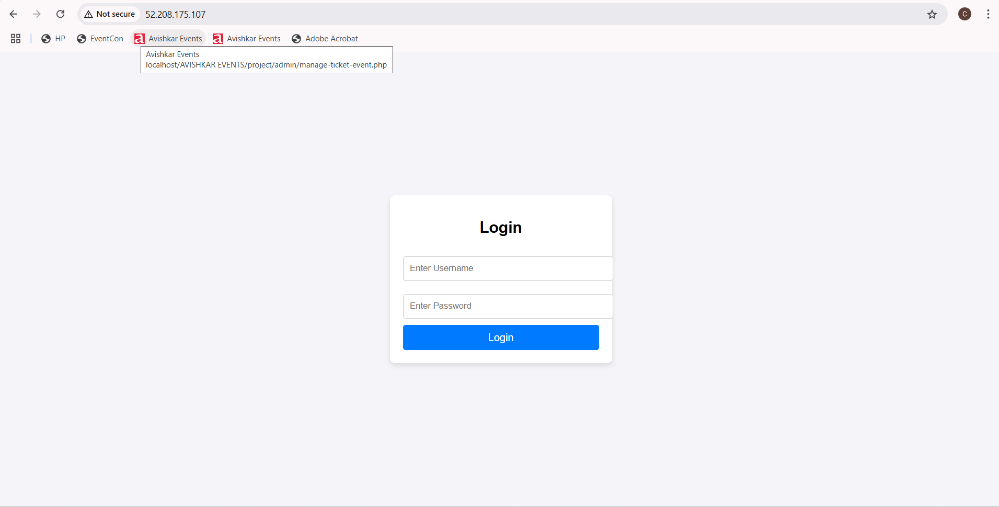 Not secure 52.208.175.107 C
HP EventCon a Avishkar Events a Avishkar Events Adobe Acrobat
Avishkar Events
localhost/AVISHKAR EVENTS/project/admin/manage-ticket-event.php
Login
Enter Username
Enter Password
Login